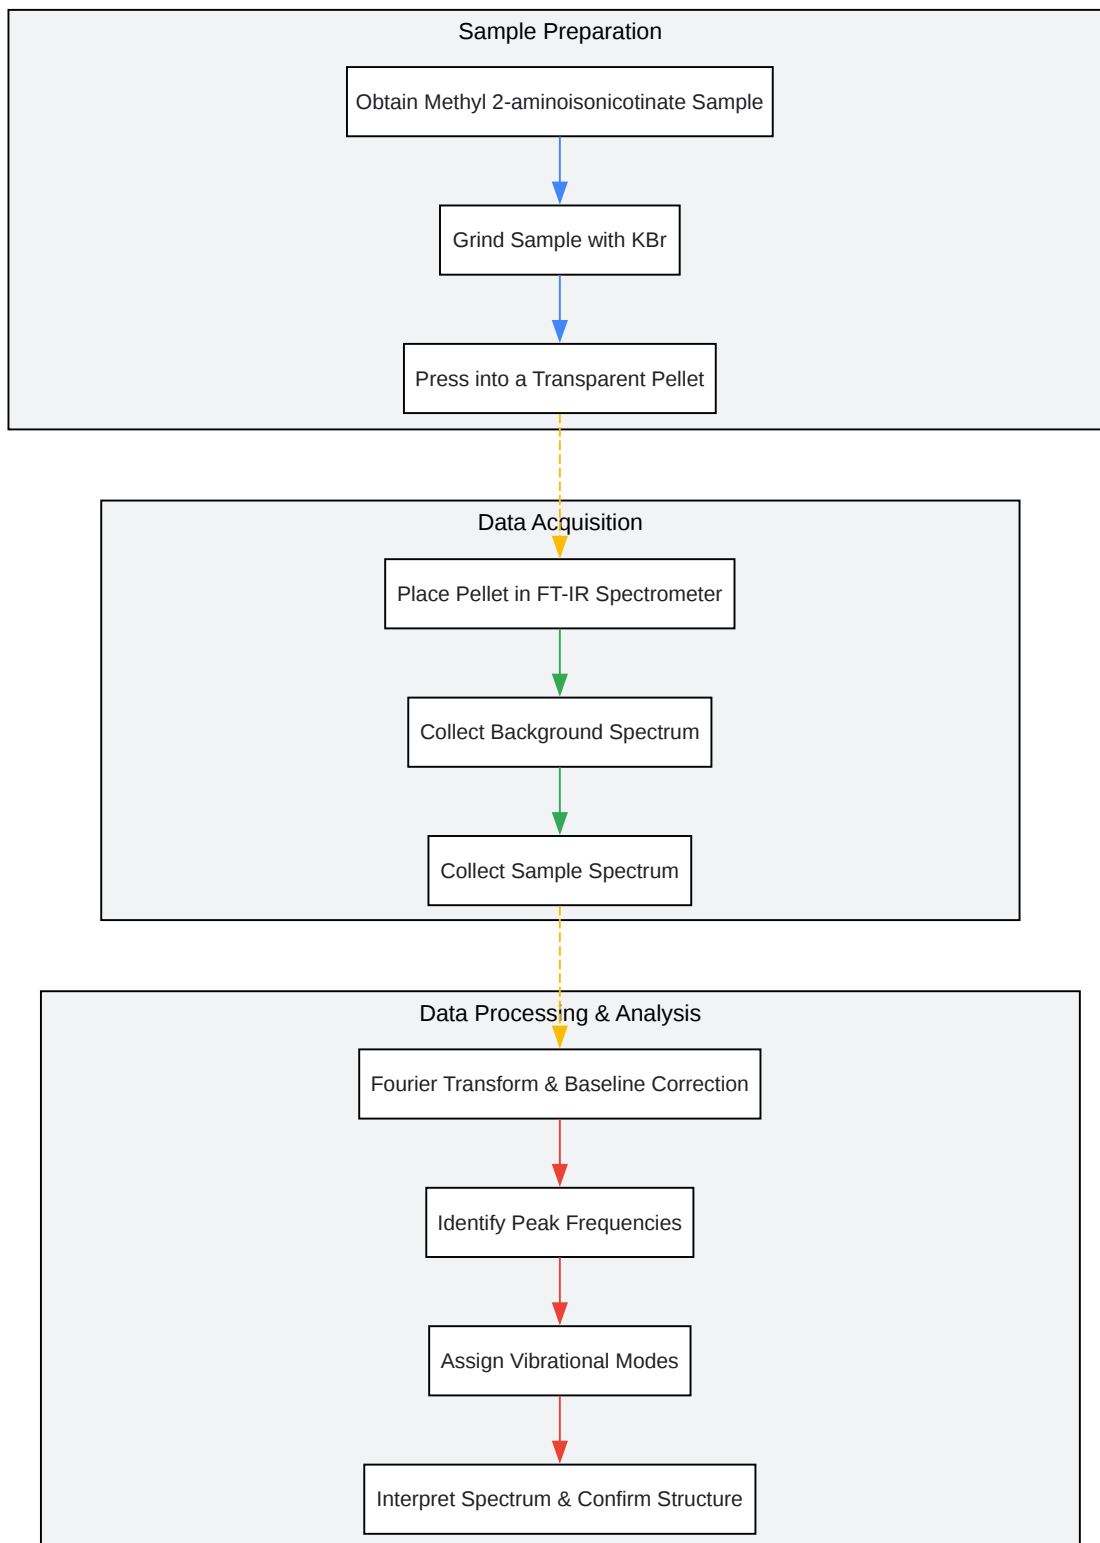 Sample Preparation
Obtain Methyl 2-aminoisonicotinate Sample
Grind Sample with KBr
Press into a Transparent Pellet
Data Acquisition
Place Pellet in FT-IR Spectrometer
Collect Background Spectrum
Collect Sample Spectrum
Data Processing & Analysis
Fourier Transform & Baseline Correction
Identify Peak Frequencies
Assign Vibrational Modes
Interpret Spectrum & Confirm Structure